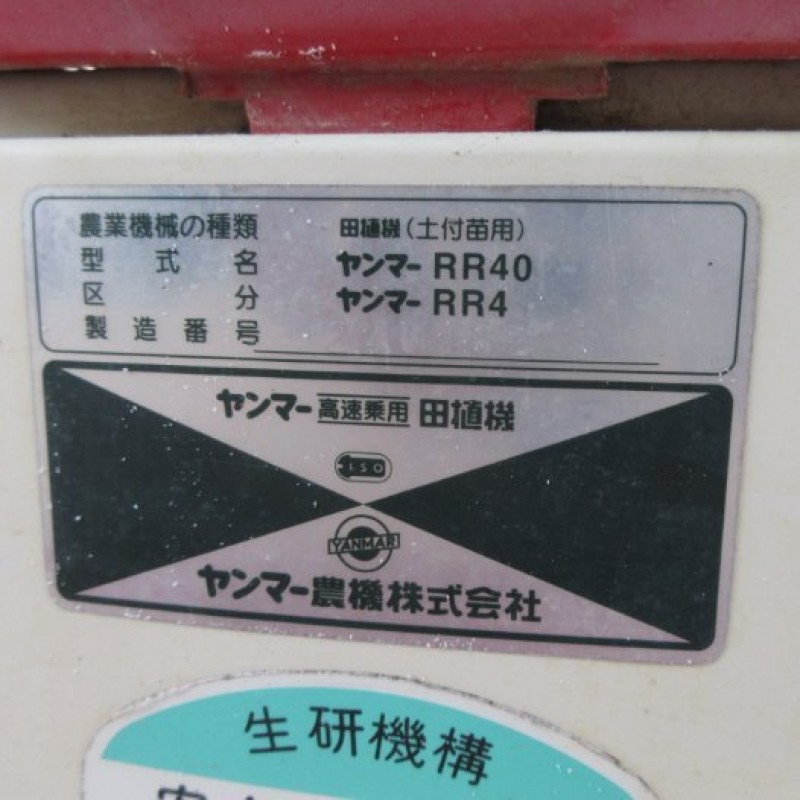 農業機械の種類 田植機(土付苗用)
型式名 ヤンマー RR40
区分 ヤンマー RR4
製造番号
ヤンマー 高速乗用 田植機
ISO
YANMAR
ヤンマー農機株式会社
生研機構